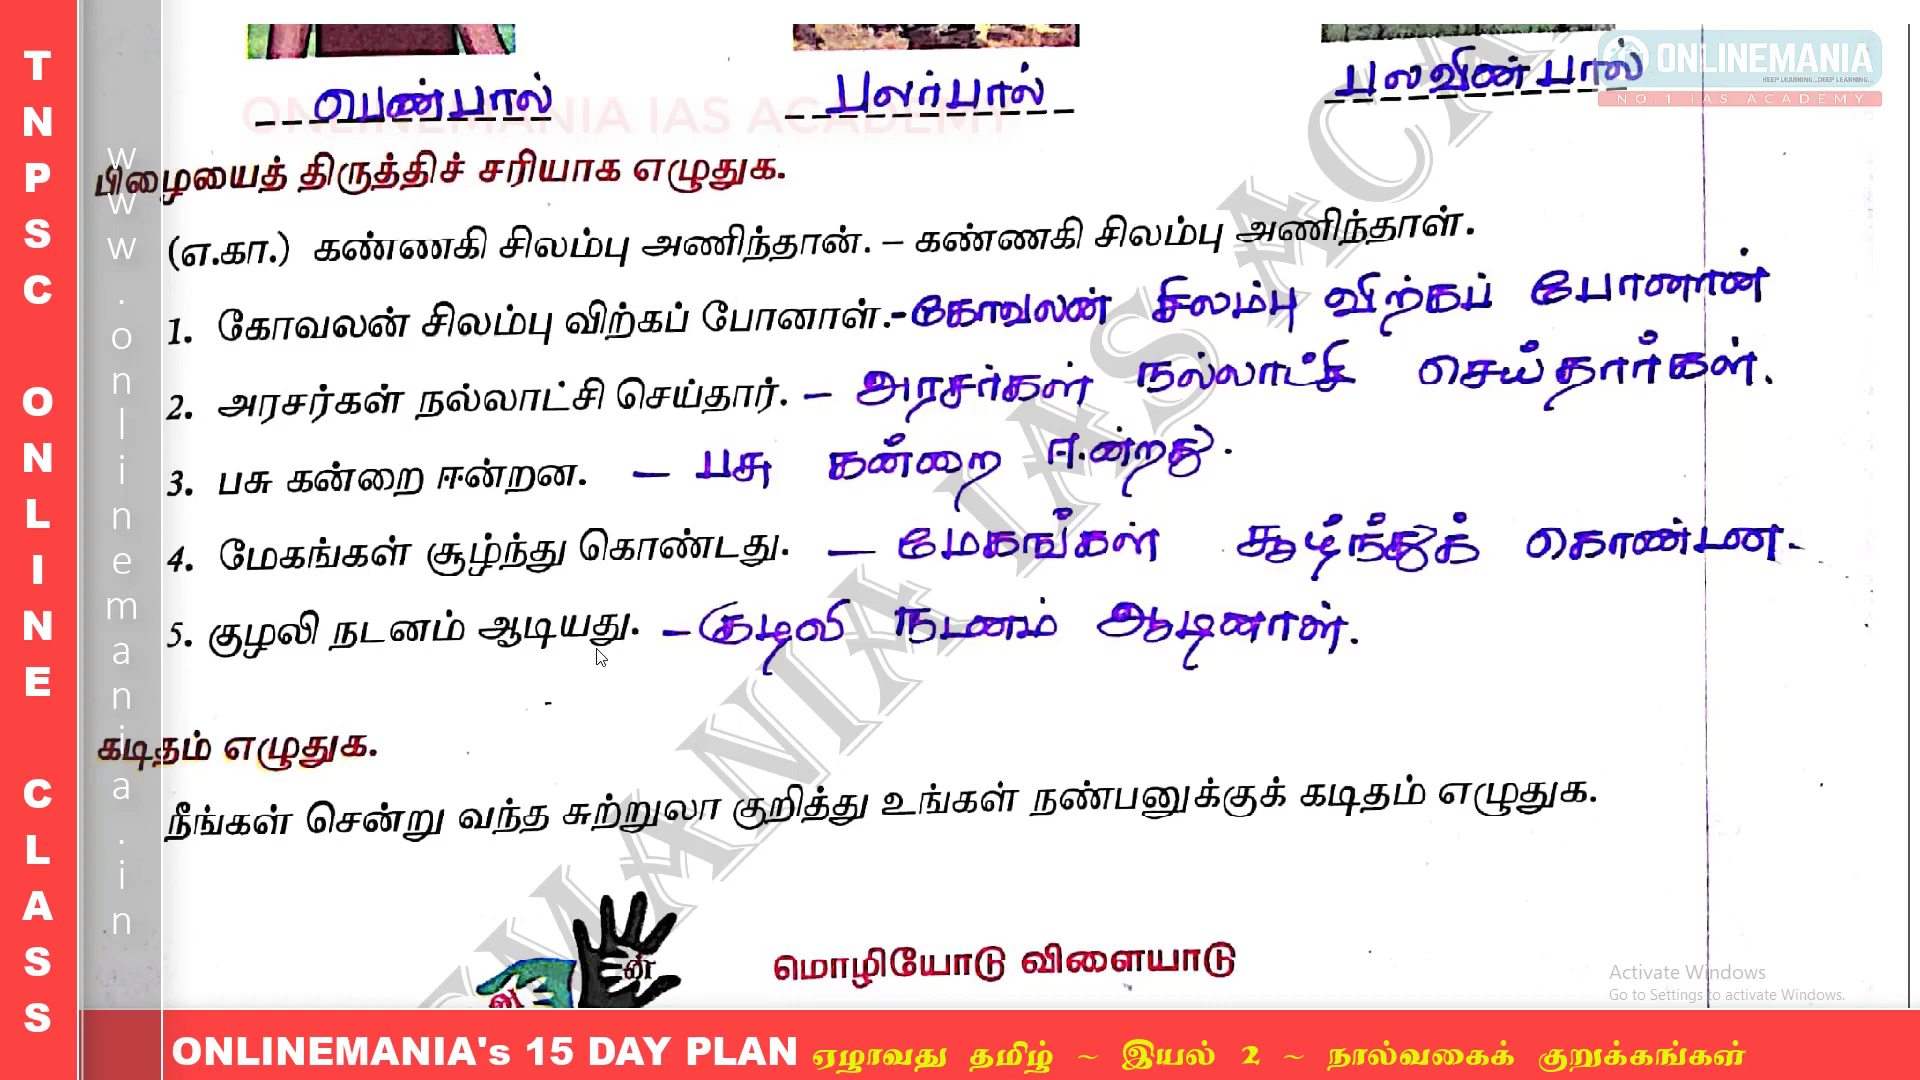 TNPSC ONLINE CLASS
www.onlinemania.in
ONLINEMANIA
KEEP LEARNING...DEEP LEARNING...
NO.1 IAS ACADEMY
ONLINEMANIA IAS ACADEMY
பெண்பால் பலர்பால் பலவின்பால்
பிழையைத் திருத்திச் சரியாக எழுதுக.
(எ.கா.) கண்ணகி சிலம்பு அணிந்தான். – கண்ணகி சிலம்பு அணிந்தாள்.
1. கோவலன் சிலம்பு விற்கப் போனாள்.- கோவலன் சிலம்பு விற்கப் போனான்
2. அரசர்கள் நல்லாட்சி செய்தார். – அரசர்கள் நல்லாட்சி செய்தார்கள்.
3. பசு கன்றை ஈன்றன. – பசு கன்றை ஈன்றது.
4. மேகங்கள் சூழ்ந்து கொண்டது. – மேகங்கள் சூழ்ந்துக் கொண்டன.
5. குழலி நடனம் ஆடியது. – குழலி நடனம் ஆடினாள்.
கடிதம் எழுதுக.
நீங்கள் சென்று வந்த சுற்றுலா குறித்து உங்கள் நண்பனுக்குக் கடிதம் எழுதுக.
மொழியோடு விளையாடு
ன்
Activate Windows
Go to Settings to activate Windows.
ONLINEMANIA's 15 DAY PLAN ஏழாவது தமிழ் ~ இயல் 2 ~ நால்வகைக் குறுக்கங்கள்